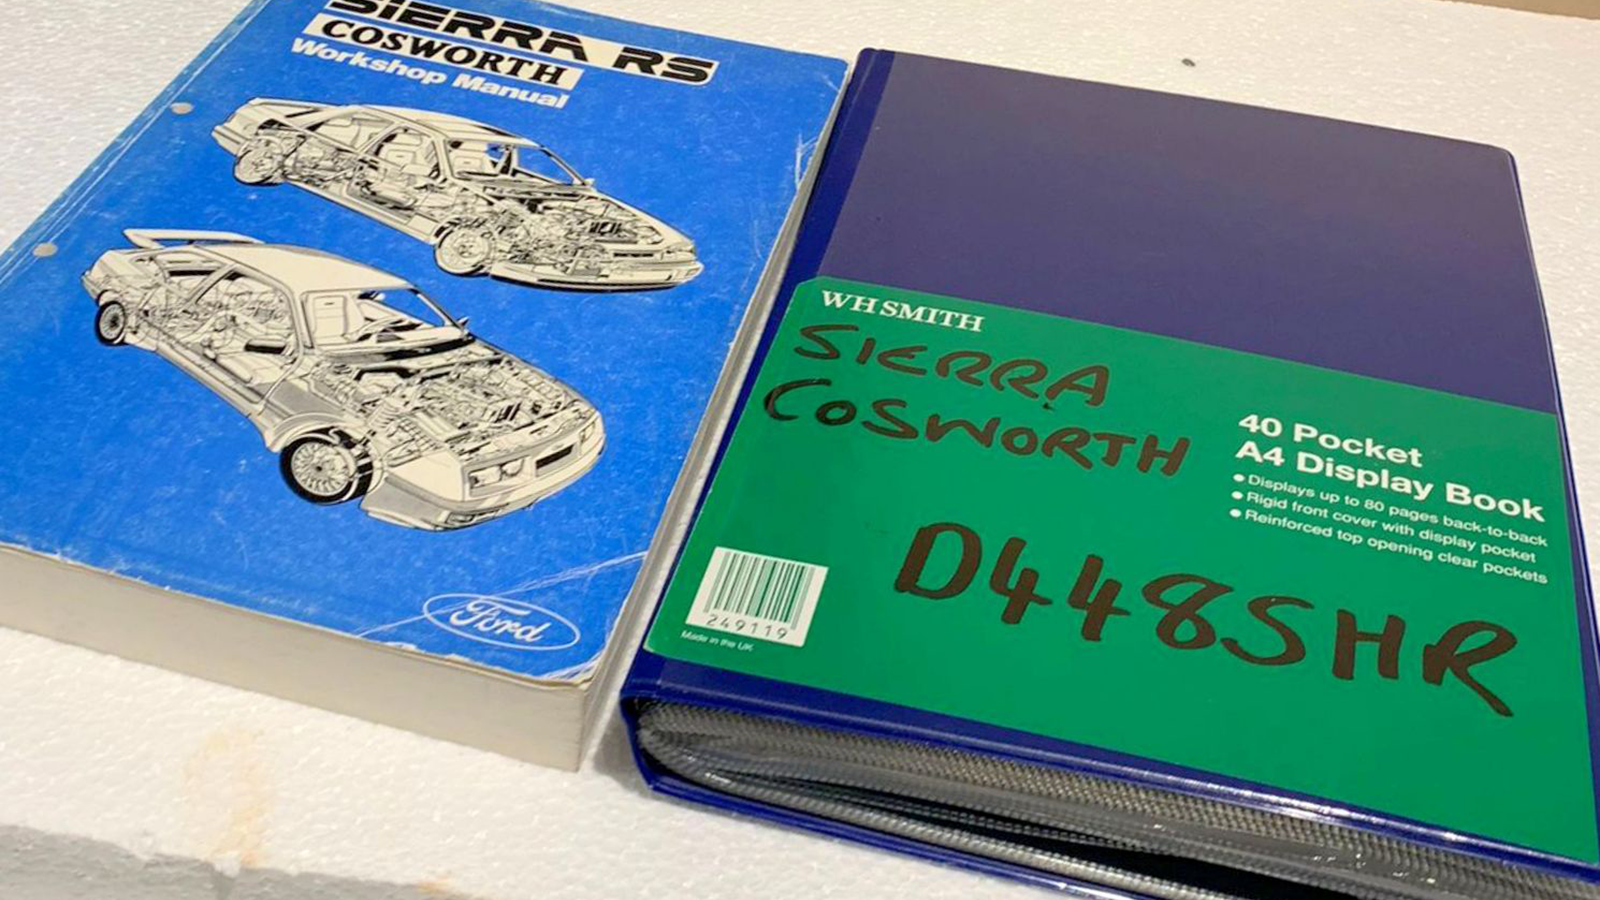 SIERRA RS
COSWORTH
Workshop Manual
Ford
WHSMITH
SIERRA
COSWORTH
40 Pocket
A4 Display Book
• Displays up to 80 pages back-to-back
• Rigid front cover with display pocket
• Reinforced top opening clear pockets
D448SHR
249119
Made in the UK